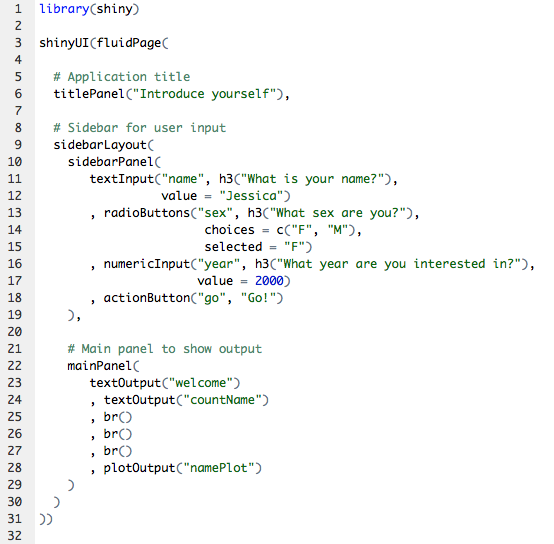 1 library(shiny)
2
3 shinyUI(fluidPage(
4
5   # Application title
6   titlePanel("Introduce yourself"),
7
8   # Sidebar for user input
9   sidebarLayout(
10     sidebarPanel(
11        textInput("name", h3("What is your name?"),
12                  value = "Jessica")
13        , radioButtons("sex", h3("What sex are you?"),
14                       choices = c("F", "M"),
15                       selected = "F")
16        , numericInput("year", h3("What year are you interested in?"),
17                       value = 2000)
18        , actionButton("go", "Go!")
19     ),
20
21     # Main panel to show output
22     mainPanel(
23        textOutput("welcome")
24        , textOutput("countName")
25        , br()
26        , br()
27        , br()
28        , plotOutput("namePlot")
29     )
30   )
31 ))
32